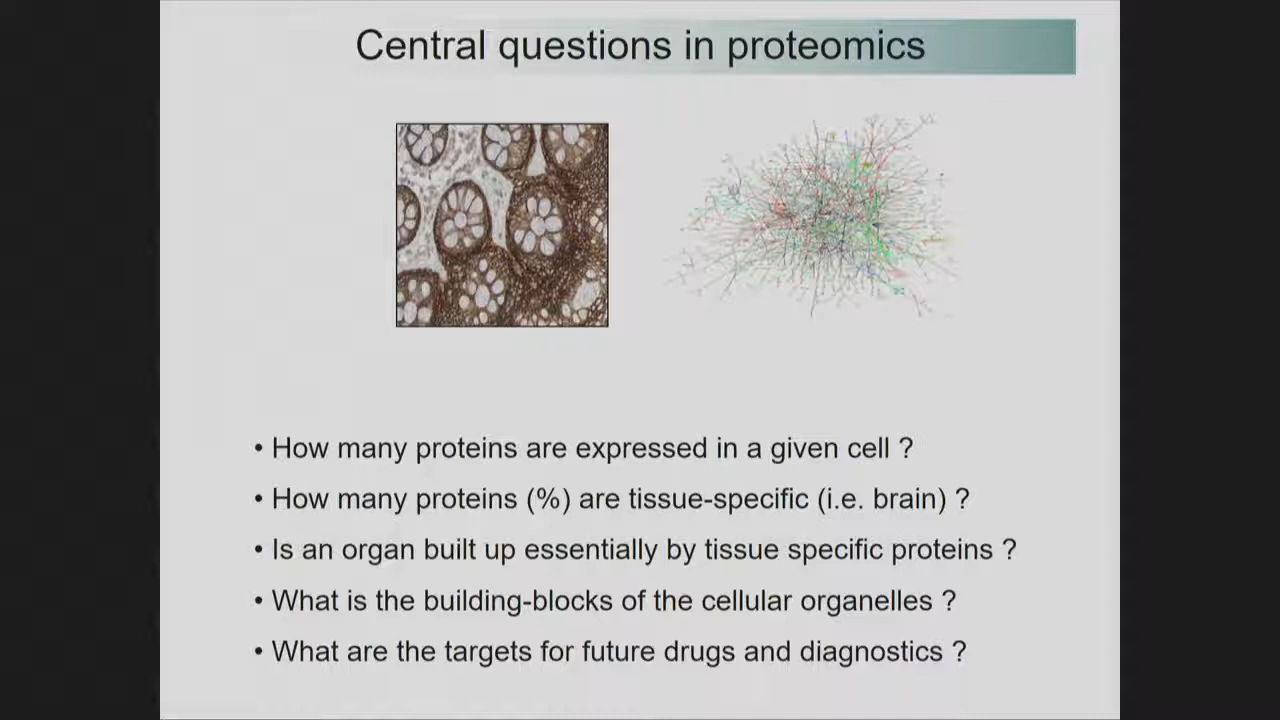 Central questions in proteomics
• How many proteins are expressed in a given cell ?
• How many proteins (%) are tissue-specific (i.e. brain) ?
• Is an organ built up essentially by tissue specific proteins ?
• What is the building-blocks of the cellular organelles ?
• What are the targets for future drugs and diagnostics ?